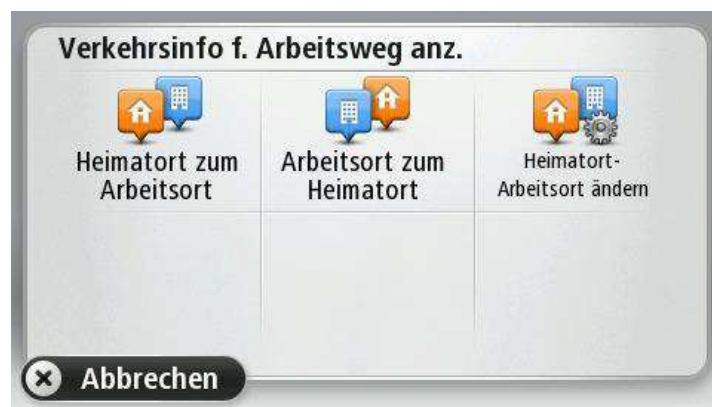 Verkehrsinfo f. Arbeitsweg anz.
Heimatort zum
Arbeitsort
Arbeitsort zum
Heimatort
Heimatort-
Arbeitsort ändern
Abbrechen